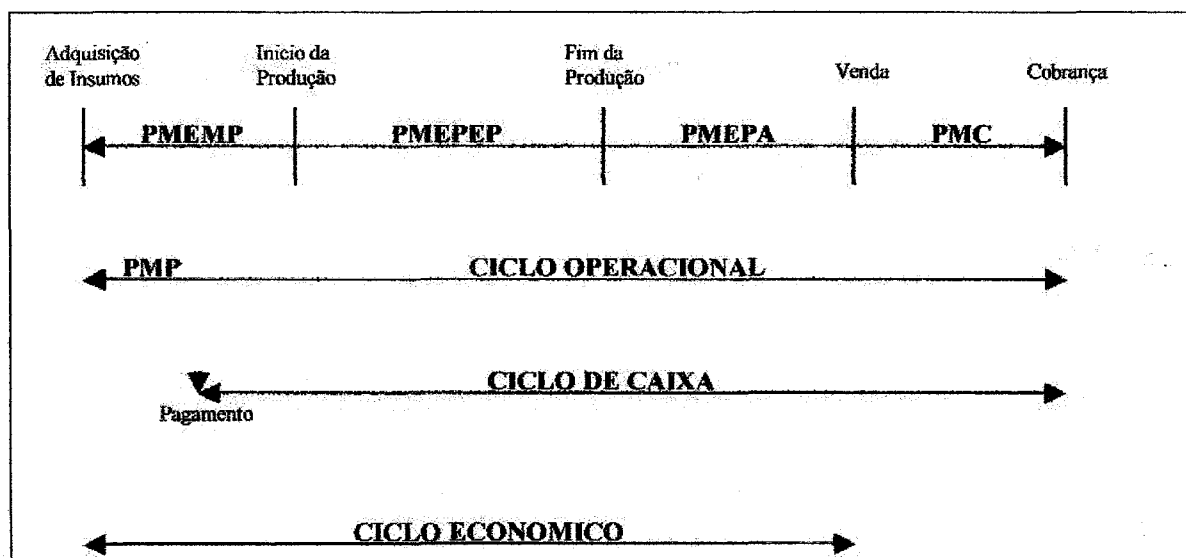 Adquisição de Insumos
Início da Produção
Fim da Produção
Venda
Cobrança
PMEMP
PMEPEP
PMEPA
PMC
PMP
CICLO OPERACIONAL
CICLO DE CAIXA
Pagamento
CICLO ECONOMICO